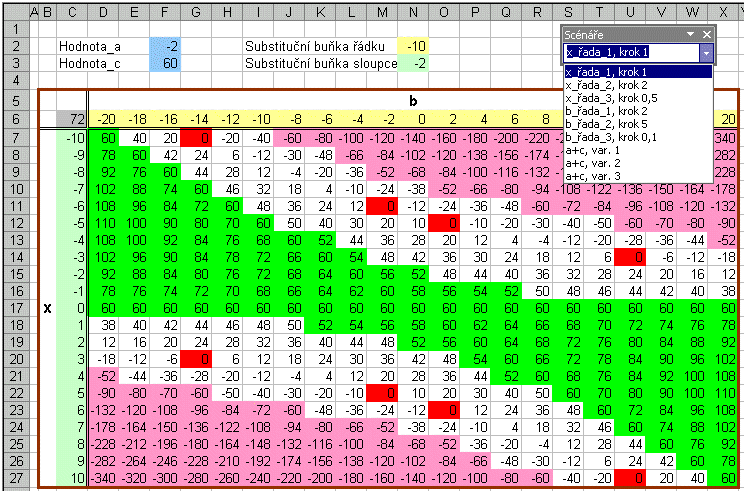 A B C D E F G H I J K L M N O P Q R S T U V W X
1
2 Hodnota_a -2 Substituční buňka řádku -10
3 Hodnota_c 60 Substituční buňka sloupce -2
Scénáře
x_řada_1, krok 1
x_řada_1, krok 1
x_řada_2, krok 2
x_řada_3, krok 0,5
b_řada_1, krok 2
b_řada_2, krok 5
b_řada_3, krok 0,1
a+c, var. 1
a+c, var. 2
a+c, var. 3
5 b
6 72 -20 -18 -16 -14 -12 -10 -8 -6 -4 -2 0 2 4 6 8 20
7 -10 60 40 20 0 -20 -40 -60 -80 -100 -120 -140 -160 -180 -200 -220 340
8 -9 78 60 42 24 6 -12 -30 -48 -66 -84 -102 -120 -138 -156 -174 282
9 -8 92 76 60 44 28 12 -4 -20 -36 -52 -68 -84 -100 -116 -132 228
10 -7 102 88 74 60 46 32 18 4 -10 -24 -38 -52 -66 -80 -94 -108 -122 -136 -150 -164 -178
11 -6 108 96 84 72 60 48 36 24 12 0 -12 -24 -36 -48 -60 -72 -84 -96 -108 -120 -132
12 -5 110 100 90 80 70 60 50 40 30 20 10 0 -10 -20 -30 -40 -50 -60 -70 -80 -90
13 -4 108 100 92 84 76 68 60 52 44 36 28 20 12 4 -4 -12 -20 -28 -36 -44 -52
14 -3 102 96 90 84 78 72 66 60 54 48 42 36 30 24 18 12 6 0 -6 -12 -18
15 -2 92 88 84 80 76 72 68 64 60 56 52 48 44 40 36 32 28 24 20 16 12
16 -1 78 76 74 72 70 68 66 64 62 60 58 56 54 52 50 48 46 44 42 40 38
17 x 0 60 60 60 60 60 60 60 60 60 60 60 60 60 60 60 60 60 60 60 60 60
18 1 38 40 42 44 46 48 50 52 54 56 58 60 62 64 66 68 70 72 74 76 78
19 2 12 16 20 24 28 32 36 40 44 48 52 56 60 64 68 72 76 80 84 88 92
20 3 -18 -12 -6 0 6 12 18 24 30 36 42 48 54 60 66 72 78 84 90 96 102
21 4 -52 -44 -36 -28 -20 -12 -4 4 12 20 28 36 44 52 60 68 76 84 92 100 108
22 5 -90 -80 -70 -60 -50 -40 -30 -20 -10 0 10 20 30 40 50 60 70 80 90 100 110
23 6 -132 -120 -108 -96 -84 -72 -60 -48 -36 -24 -12 0 12 24 36 48 60 72 84 96 108
24 7 -178 -164 -150 -136 -122 -108 -94 -80 -66 -52 -38 -24 -10 4 18 32 46 60 74 88 102
25 8 -228 -212 -196 -180 -164 -148 -132 -116 -100 -84 -68 -52 -36 -20 -4 12 28 44 60 76 92
26 9 -282 -264 -246 -228 -210 -192 -174 -156 -138 -120 -102 -84 -66 -48 -30 -12 6 24 42 60 78
27 10 -340 -320 -300 -280 -260 -240 -220 -200 -180 -160 -140 -120 -100 -80 -60 -40 -20 0 20 40 60